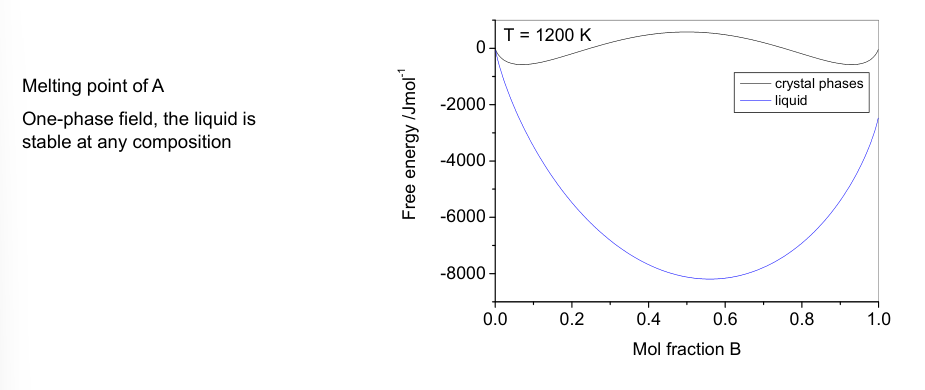 Melting point of A
One-phase field, the liquid is
stable at any composition
T = 1200 K
crystal phases
liquid
Free energy /Jmol⁻¹
0
-2000
-4000
-6000
-8000
0.0 0.2 0.4 0.6 0.8 1.0
Mol fraction B